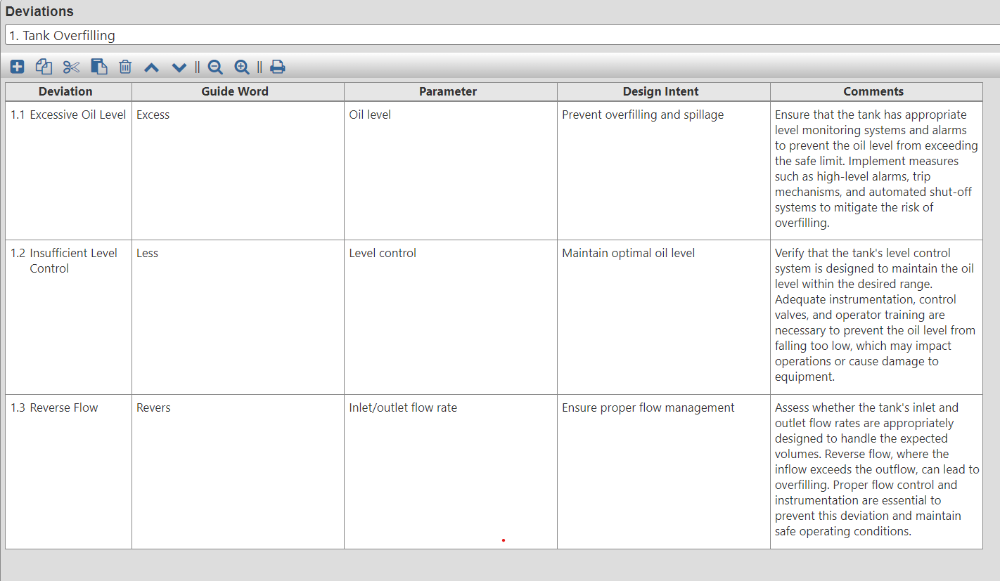 Deviations
1. Tank Overfilling
Deviation Guide Word Parameter Design Intent Comments
1.1 Excessive Oil Level Excess Oil level Prevent overfilling and spillage Ensure that the tank has appropriate
level monitoring systems and alarms
to prevent the oil level from exceeding
the safe limit. Implement measures
such as high-level alarms, trip
mechanisms, and automated shut-off
systems to mitigate the risk of
overfilling.
1.2 Insufficient Level Less Level control Maintain optimal oil level Verify that the tank's level control
Control system is designed to maintain the oil
level within the desired range.
Adequate instrumentation, control
valves, and operator training are
necessary to prevent the oil level from
falling too low, which may impact
operations or cause damage to
equipment.
1.3 Reverse Flow Revers Inlet/outlet flow rate Ensure proper flow management Assess whether the tank's inlet and
outlet flow rates are appropriately
designed to handle the expected
volumes. Reverse flow, where the
inflow exceeds the outflow, can lead to
overfilling. Proper flow control and
instrumentation are essential to
prevent this deviation and maintain
safe operating conditions.